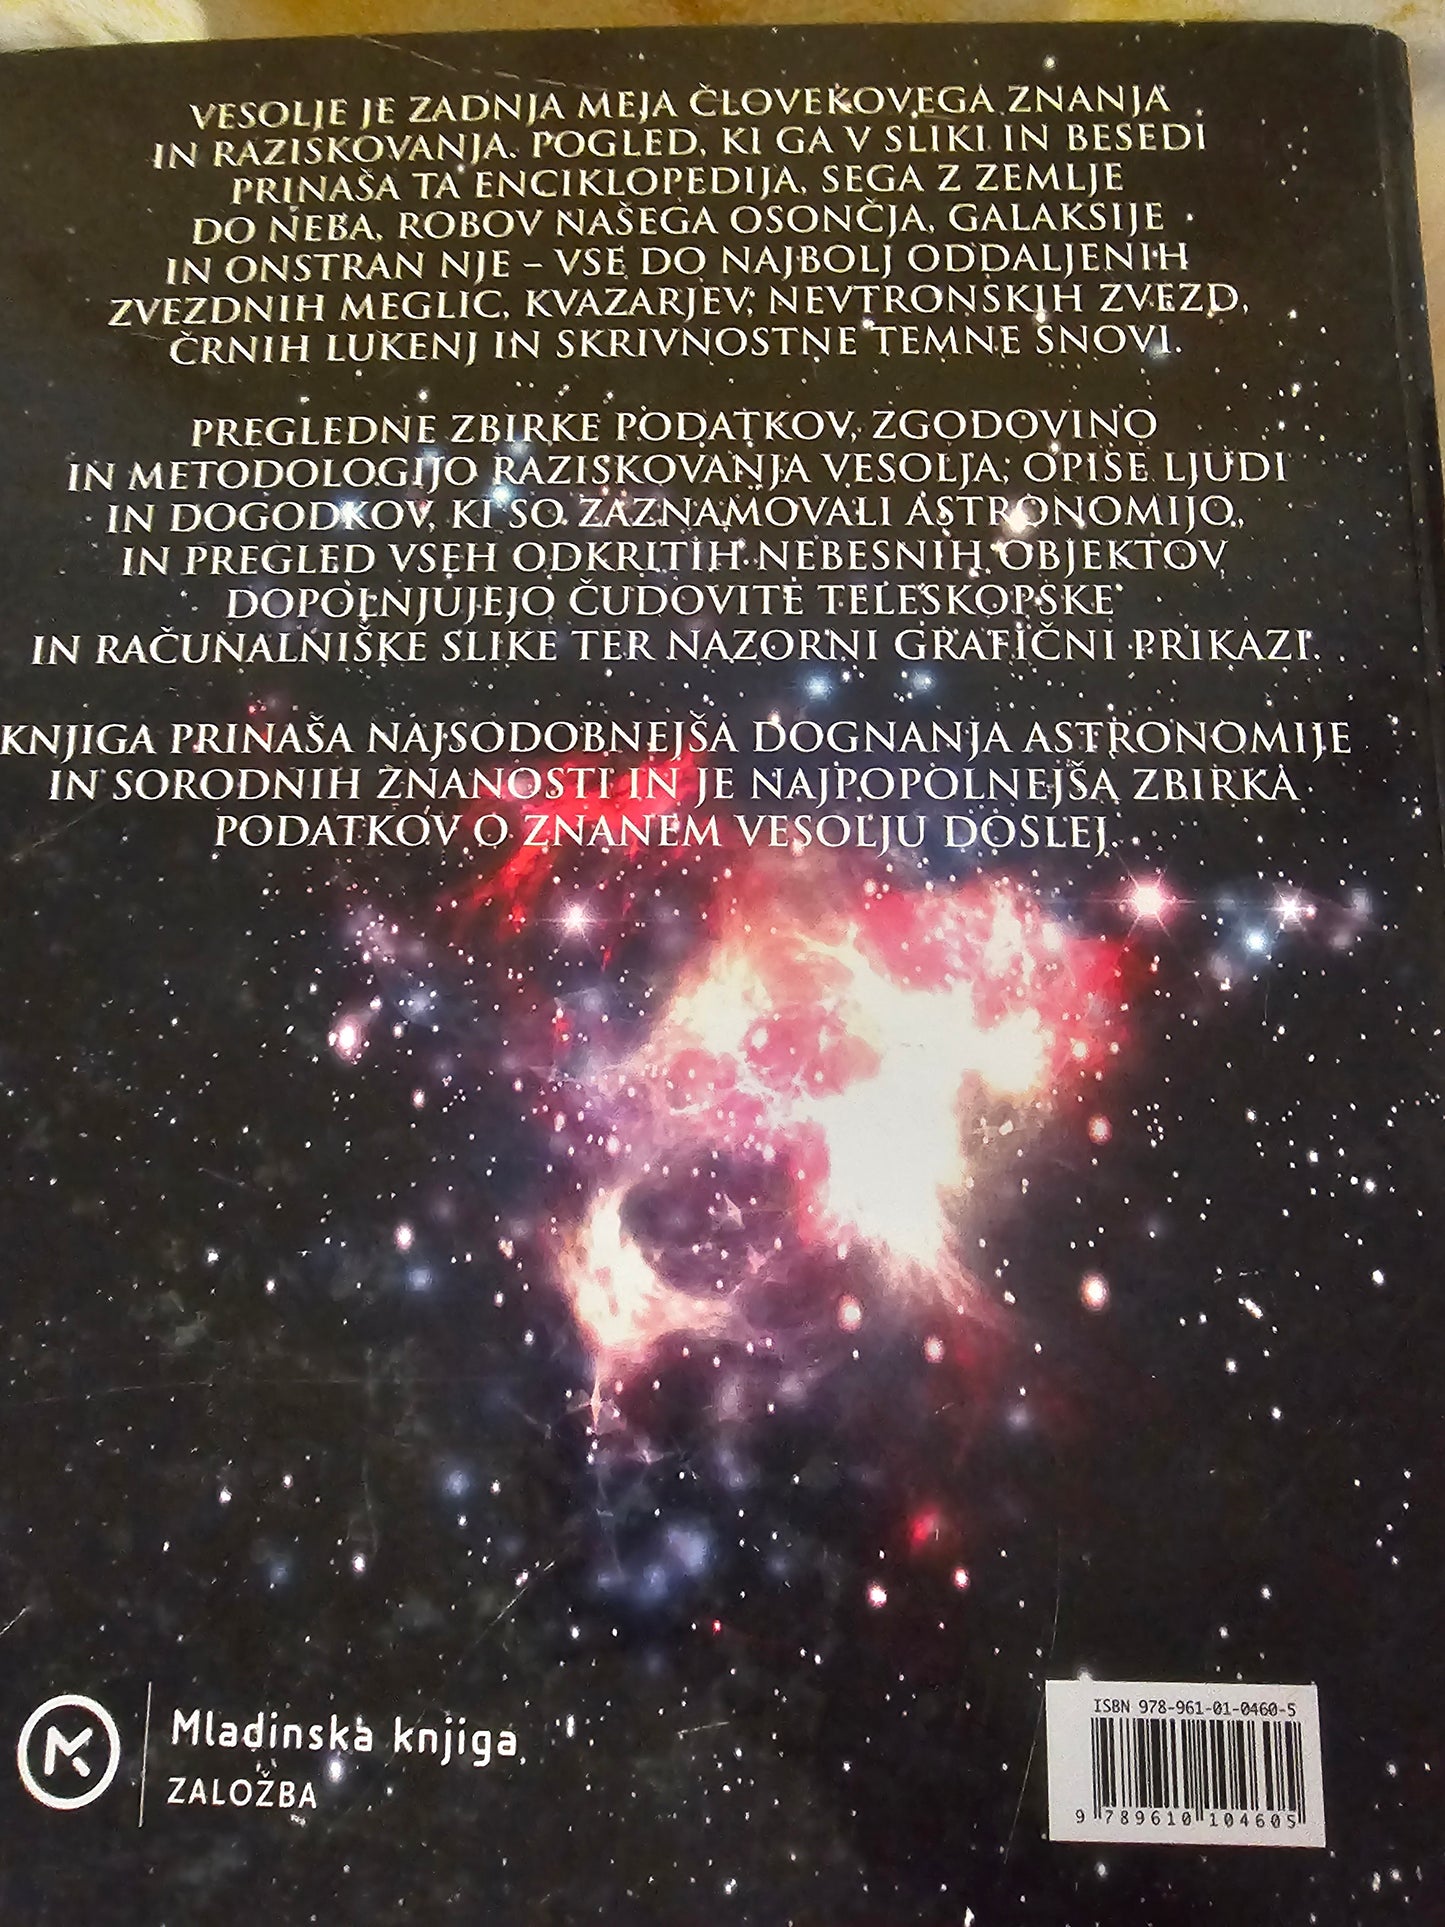 VESOLJE JE ZADNJA MEJA ČLOVEKOVEGA ZNANJA
IN RAZISKOVANJA. POGLED, KI GA V SLIKI IN BESEDI
PRINAŠA TA ENCIKLOPEDIJA, SEGA Z ZEMLJE
DO NEBA, ROBOV NAŠEGA OSONČJA, GALAKSIJE
IN ONSTRAN NJE – VSE DO NAJBOLJ ODDALJENIH
ZVEZDNIH MEGLIC, KVAZARJEV, NEVTRONSKIH ZVEZD,
ČRNIH LUKENJ IN SKRIVNOSTNE TEMNE SNOVI.
PREGLEDNE ZBIRKE PODATKOV, ZGODOVINO
IN METODOLOGIJO RAZISKOVANJA VESOLJA, OPISE LJUDI
IN DOGODKOV, KI SO ZAZNAMOVALI ASTRONOMIJO,
IN PREGLED VSEH ODKRITIH NEBESNIH OBJEKTOV
DOPOLNJUJEJO ČUDOVITE TELESKOPSKE
IN RAČUNALNIŠKE SLIKE TER NAZORNI GRAFIČNI PRIKAZI.
KNJIGA PRINAŠA NAJSODOBNEJŠA DOGNANJA ASTRONOMIJE
IN SORODNIH ZNANOSTI IN JE NAJPOPOLNEJŠA ZBIRKA
PODATKOV O ZNANEM VESOLJU DOSLEJ.
Mladinska knjiga
ZALOŽBA
ISBN 978-961-01-0460-5
9 789610 104605